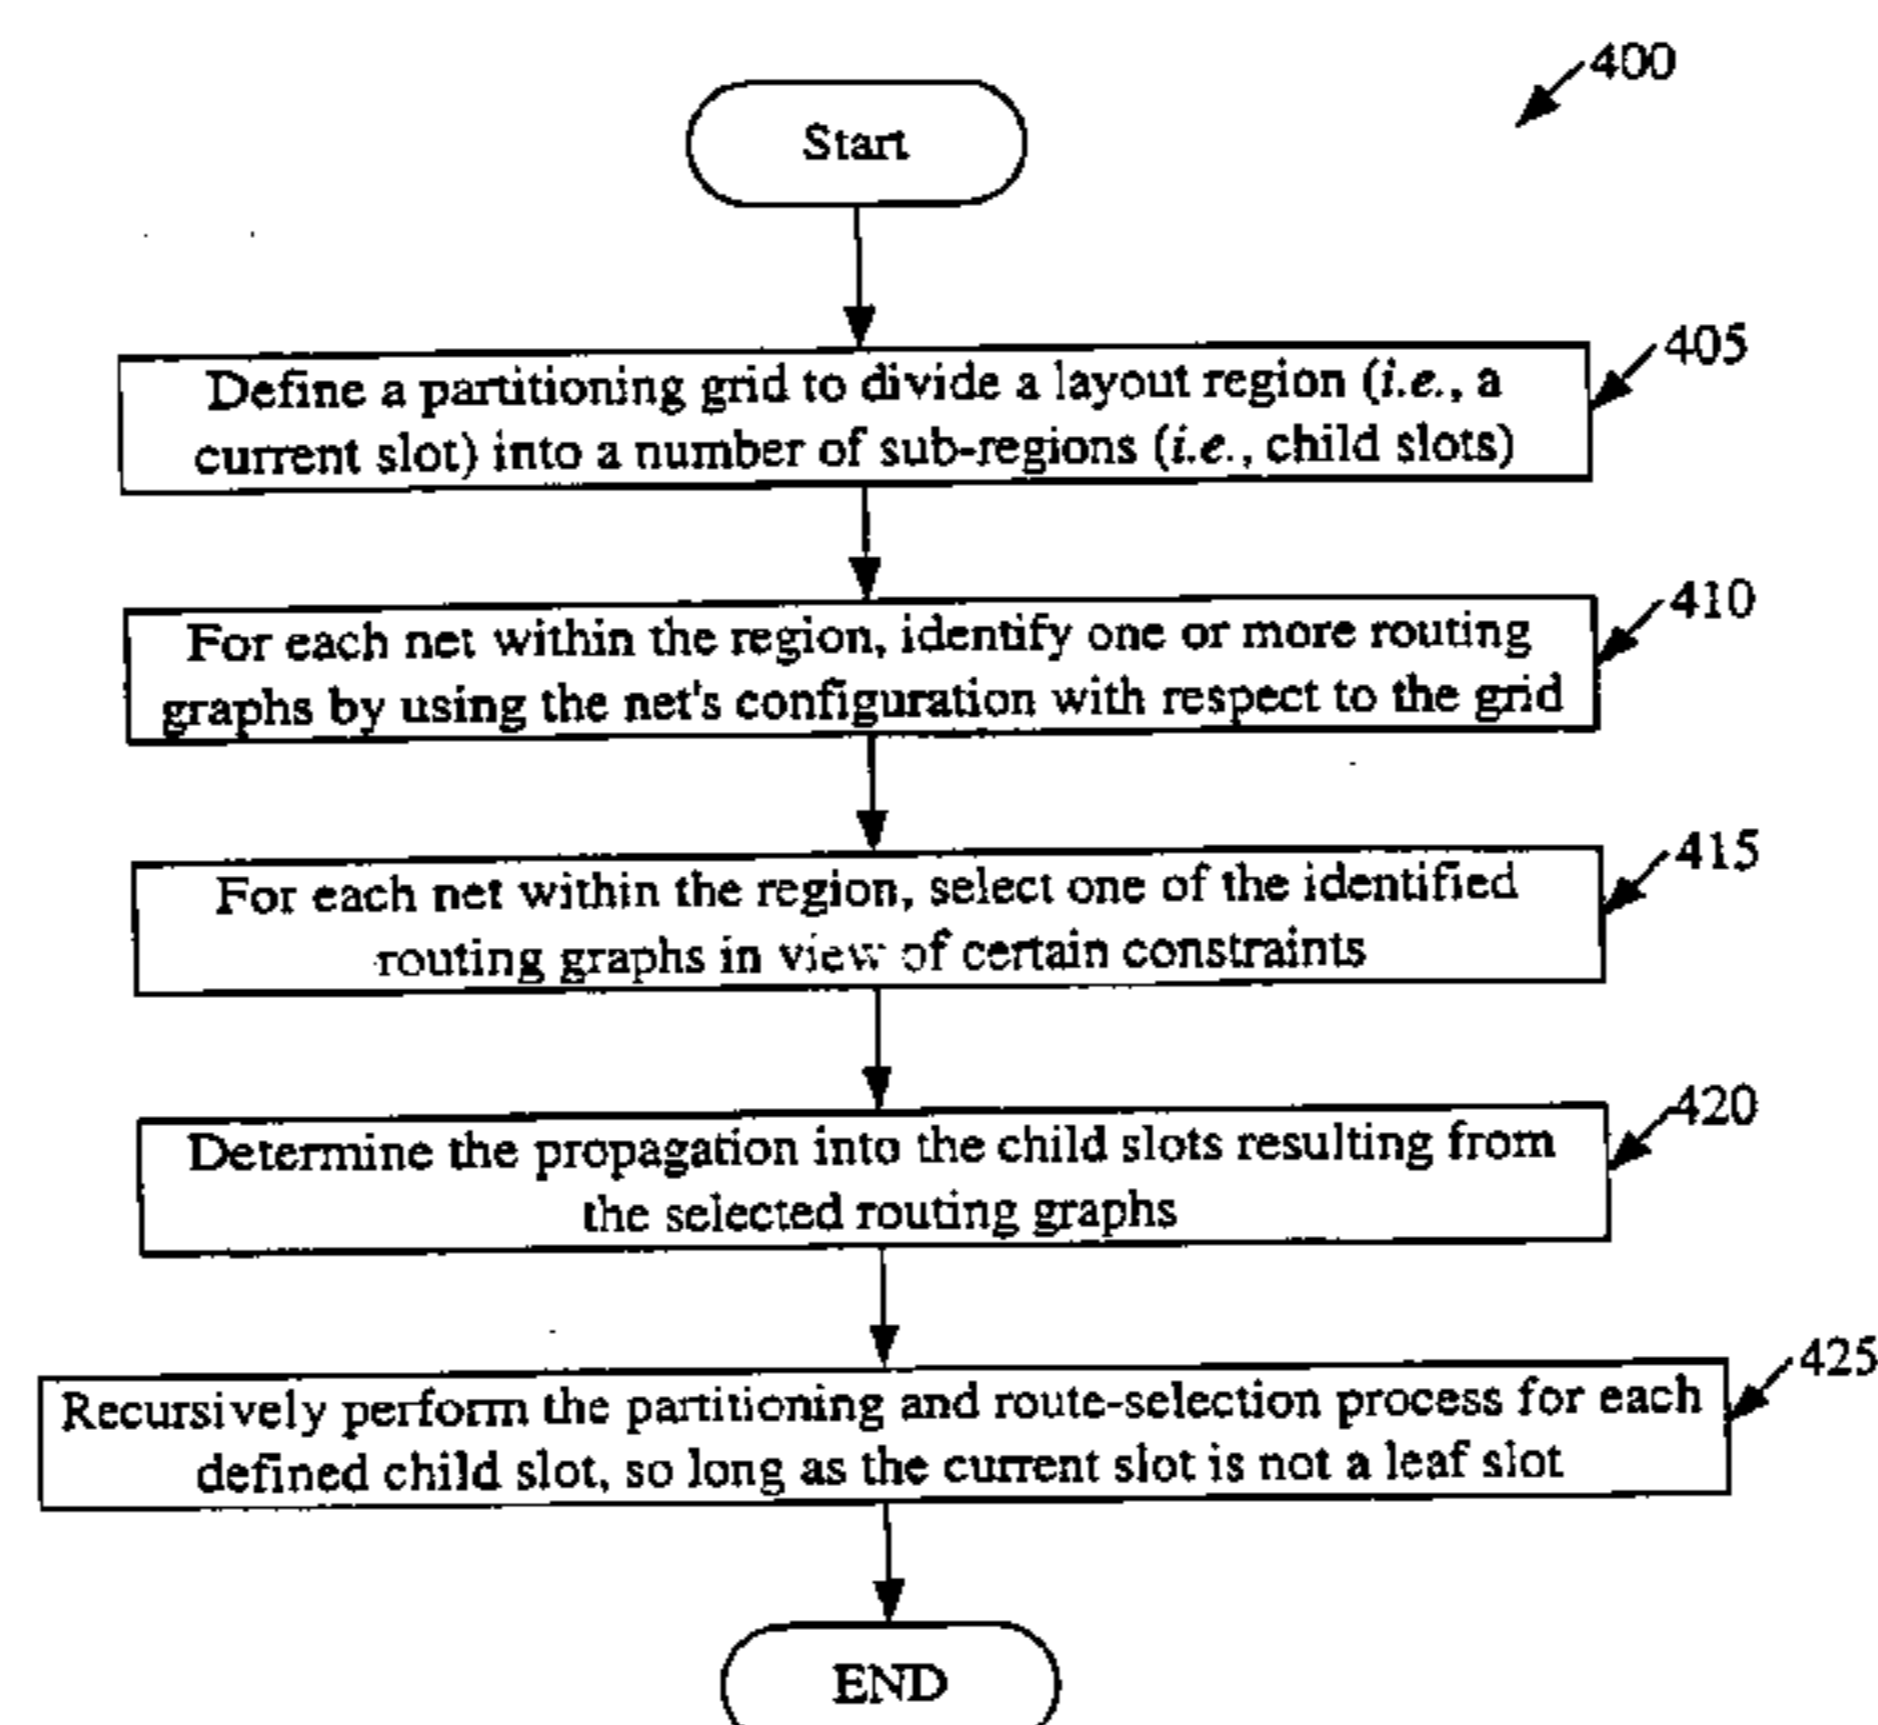 400
Start
405
Define a partitioning grid to divide a layout region (i.e., a
current slot) into a number of sub-regions (i.e., child slots)
410
For each net within the region, identify one or more routing
graphs by using the net's configuration with respect to the grid
415
For each net within the region, select one of the identified
routing graphs in view of certain constraints
420
Determine the propagation into the child slots resulting from
the selected routing graphs
425
Recursively perform the partitioning and route-selection process for each
defined child slot, so long as the current slot is not a leaf slot
END